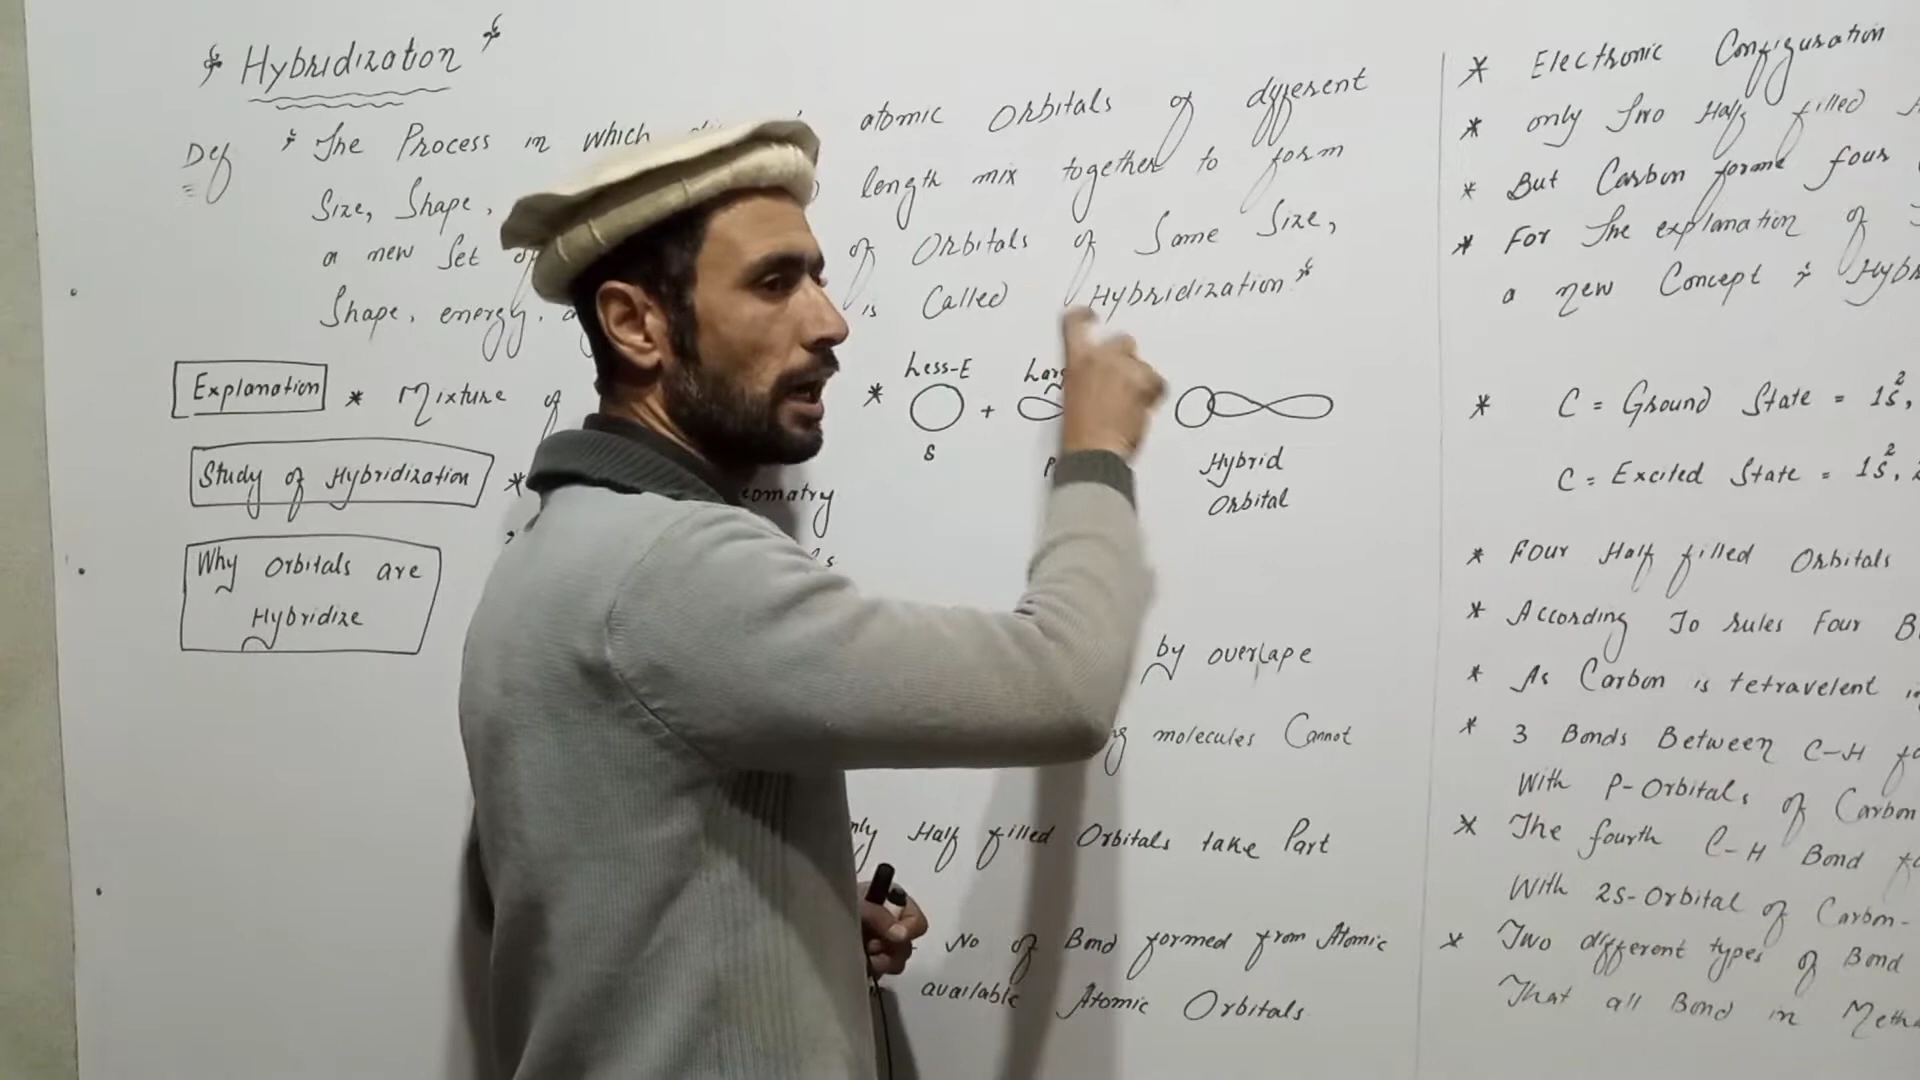 Hybridization
Def The Process in which atomic Orbitals of different
Size, Shape, length mix together to form
a new Set of Orbitals of Same Size,
Shape, energy, is Called Hybridization
Explanation * Mixture of
* Less-E
+
S
Hybrid
Orbital
Study of Hybridization *
Why Orbitals are
Hybridize
by overlape
molecules Cannot
Half filled Orbitals take Part
No of Bond formed from Atomic
available Atomic Orbitals
* Electronic Configuration
* only Two Half filled
* But Carbon forme four
* For The explanation of
a new Concept Hybr
* C = Ground State = 1s²,
C = Excited State = 1s²,
* Four Half filled Orbitals
* According To rules Four
* As Carbon is tetravelent
* 3 Bonds Between C-H
With P-Orbitals of Carbon
* The fourth C-H Bond
With 2s-Orbital of Carbon-
* Two different types of Bond
That all Bond in